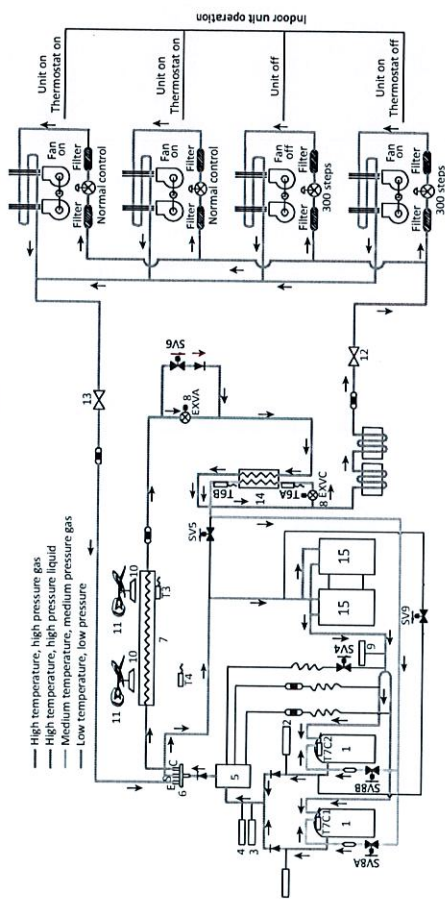 Indoor unit operation
Unit on
Thermostat on
Unit on
Thermostat on
Unit off
Unit on
Thermostat off
Fan on
Filter
Filter
Normal control
Fan on
Filter
Filter
Normal control
Fan off
Filter
Filter
300 steps
Fan on
Filter
Filter
300 steps
High temperature, high pressure gas
High temperature, high pressure liquid
Medium temperature, medium pressure gas
Low temperature, low pressure
13
12
SV6
8
EXVA
11
10
11
10
7
T3
T4
T6B
14
T6A
8
EXVC
SV5
15
15
SV9
SV4
9
E
S
C
6
5
4
3
2
T7C1
1
T7C2
1
SV8A
SV8B